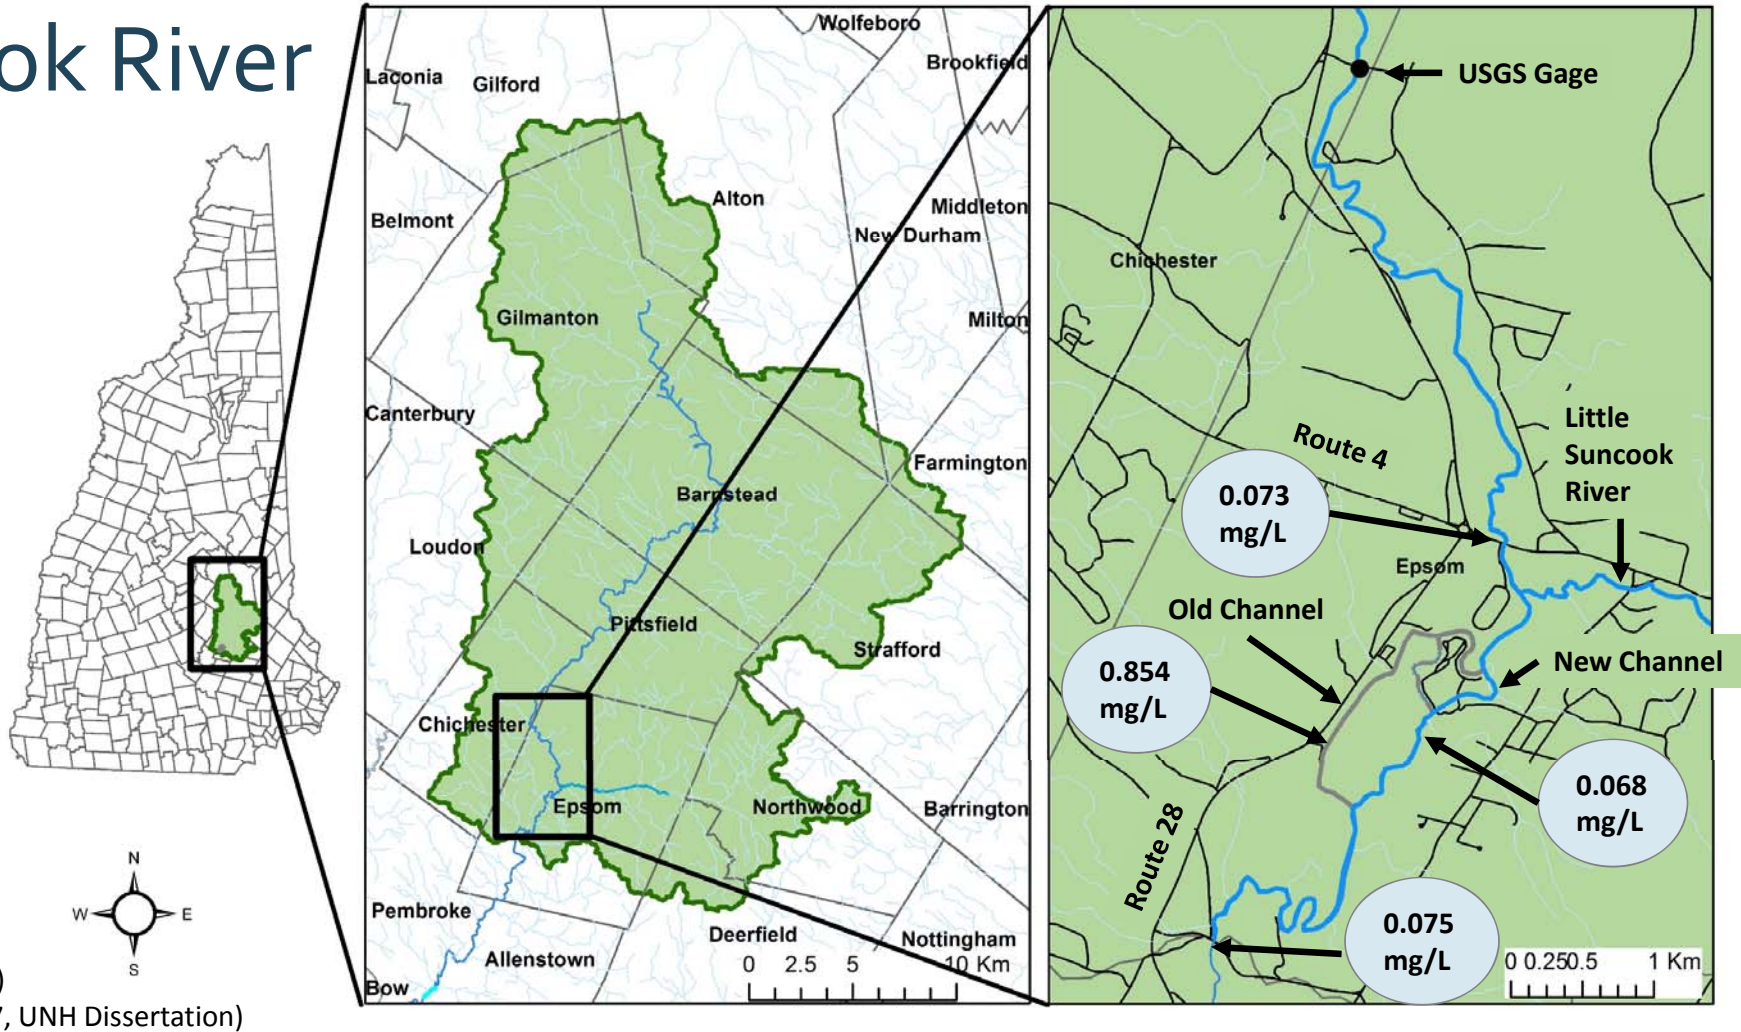 ok River
Wolfeboro
Brookfield
Laconia
Gilford
Alton
Belmont
Middleton
New Durham
Gilmanton
Milton
Canterbury
Farmington
Barnstead
Loudon
Pittsfield
Strafford
Chichester
Epsom
Northwood
Barrington
Pembroke
Deerfield
Nottingham
Allenstown
0 2.5 5 10 Km
Bow
N
W E
S
)
, UNH Dissertation)
USGS Gage
Chichester
Little
Suncook
River
Route 4
0.073
mg/L
Epsom
Old Channel
0.854
mg/L
New Channel
0.068
mg/L
Route 28
0.075
mg/L
0 0.250.5 1 Km